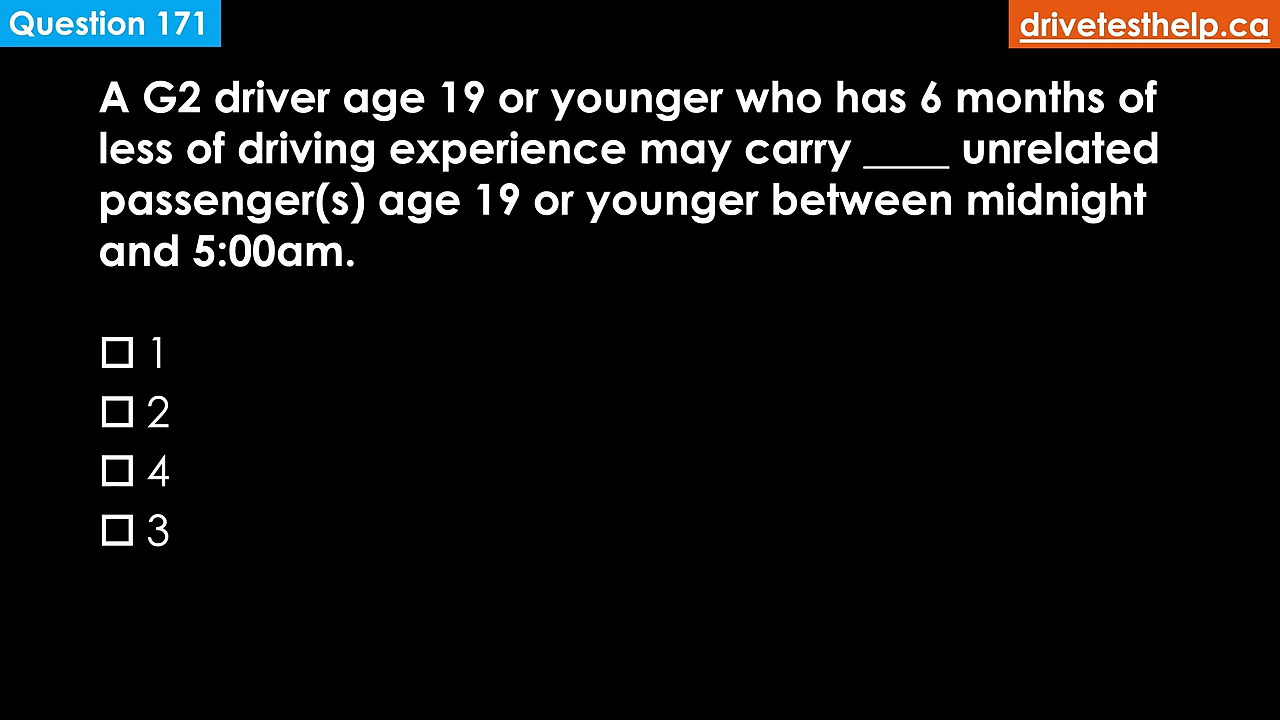 Question 171
drivetesthelp.ca
A G2 driver age 19 or younger who has 6 months of
less of driving experience may carry ____ unrelated
passenger(s) age 19 or younger between midnight
and 5:00am.
1
2
4
3